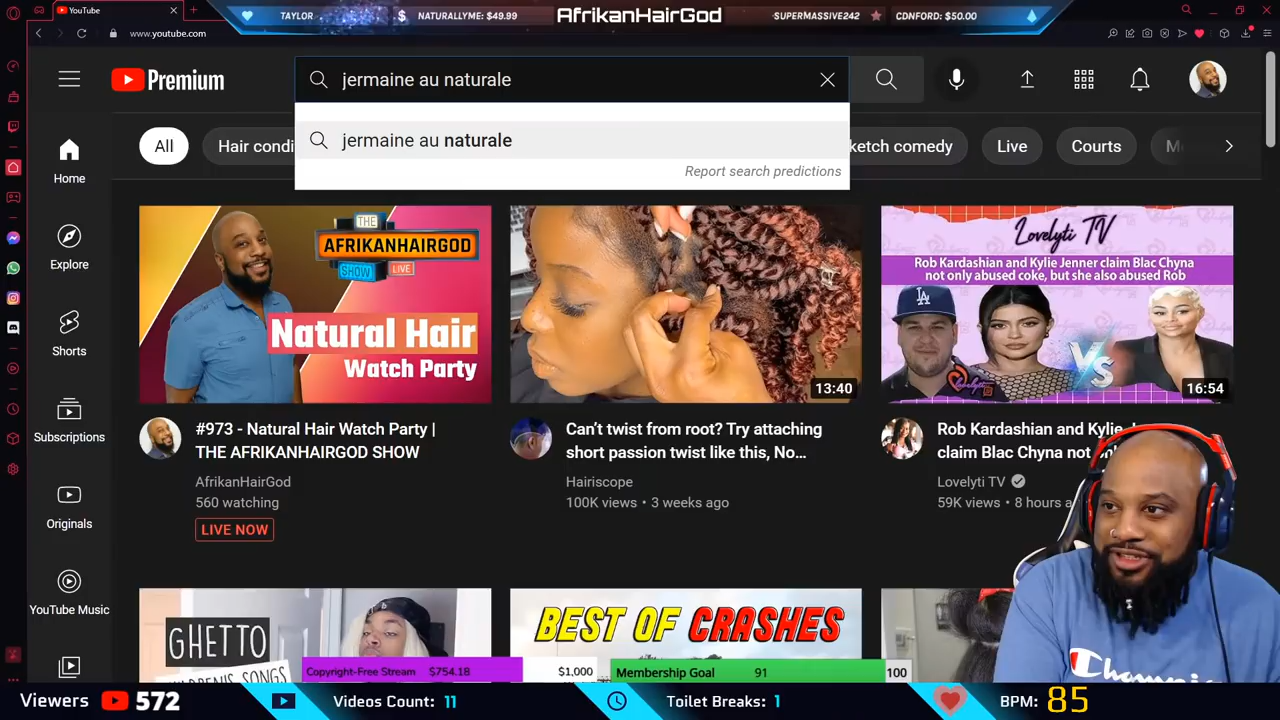 YouTube
TAYLOR
$ NATURALLYME: $49.99
AfrikanHairGod
SUPERMASSIVE242
CDNFORD: $50.00
www.youtube.com
Premium
jermaine au naturale
jermaine au naturale
Report search predictions
All
Hair condi
ketch comedy
Live
Courts
M
Home
Explore
Shorts
Subscriptions
Originals
YouTube Music
THE
AFRIKANHAIRGOD
SHOW LIVE
Natural Hair
Watch Party
#973 - Natural Hair Watch Party |
THE AFRIKANHAIRGOD SHOW
AfrikanHairGod
560 watching
LIVE NOW
13:40
Can't twist from root? Try attaching
short passion twist like this, No...
Hairiscope
100K views • 3 weeks ago
Lovelyti TV
Rob Kardashian and Kylie Jenner claim Blac Chyna
not only abused coke, but she also abused Rob
LA
VS
Lovelyti
16:54
Rob Kardashian and Kylie J
claim Blac Chyna not
Lovelyti TV
59K views • 8 hours a
GHETTO
SONGS
BEST OF CRASHES
Copyright-Free Stream $754.18 $1,000
Membership Goal 91 100
Champion
Viewers 572
Videos Count: 11
Toilet Breaks: 1
BPM: 85